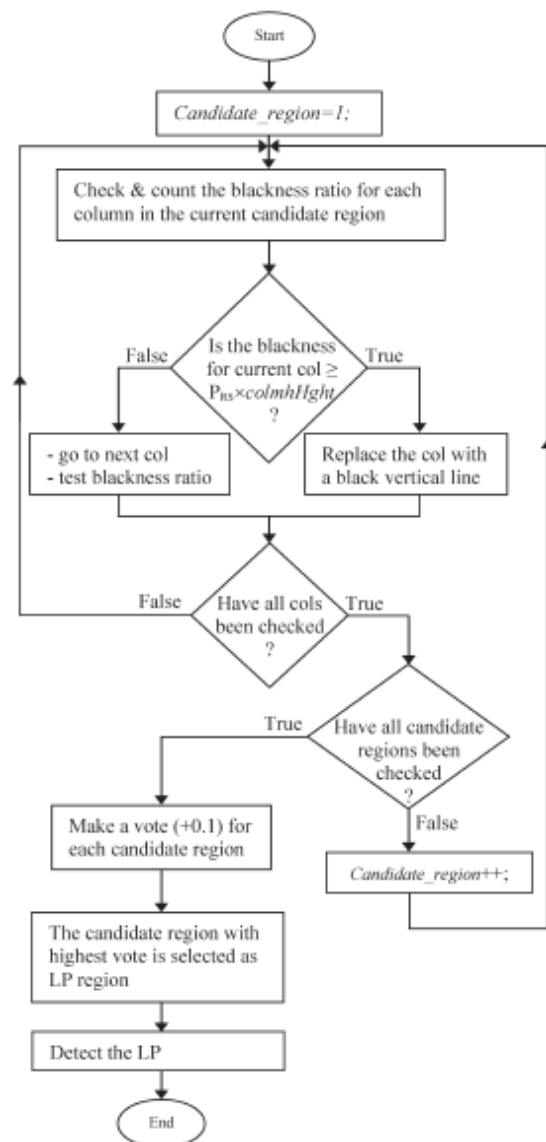 Start
Candidate_region=1;
Check & count the blackness ratio for each
column in the current candidate region
False
Is the blackness
for current col ≥
True
P_RS×colmhHght
?
- go to next col
- test blackness ratio
Replace the col with
a black vertical line
False
Have all cols
been checked
?
True
True
Have all candidate
regions been
checked
?
False
Make a vote (+0.1) for
each candidate region
Candidate_region++;
The candidate region with
highest vote is selected as
LP region
Detect the LP
End